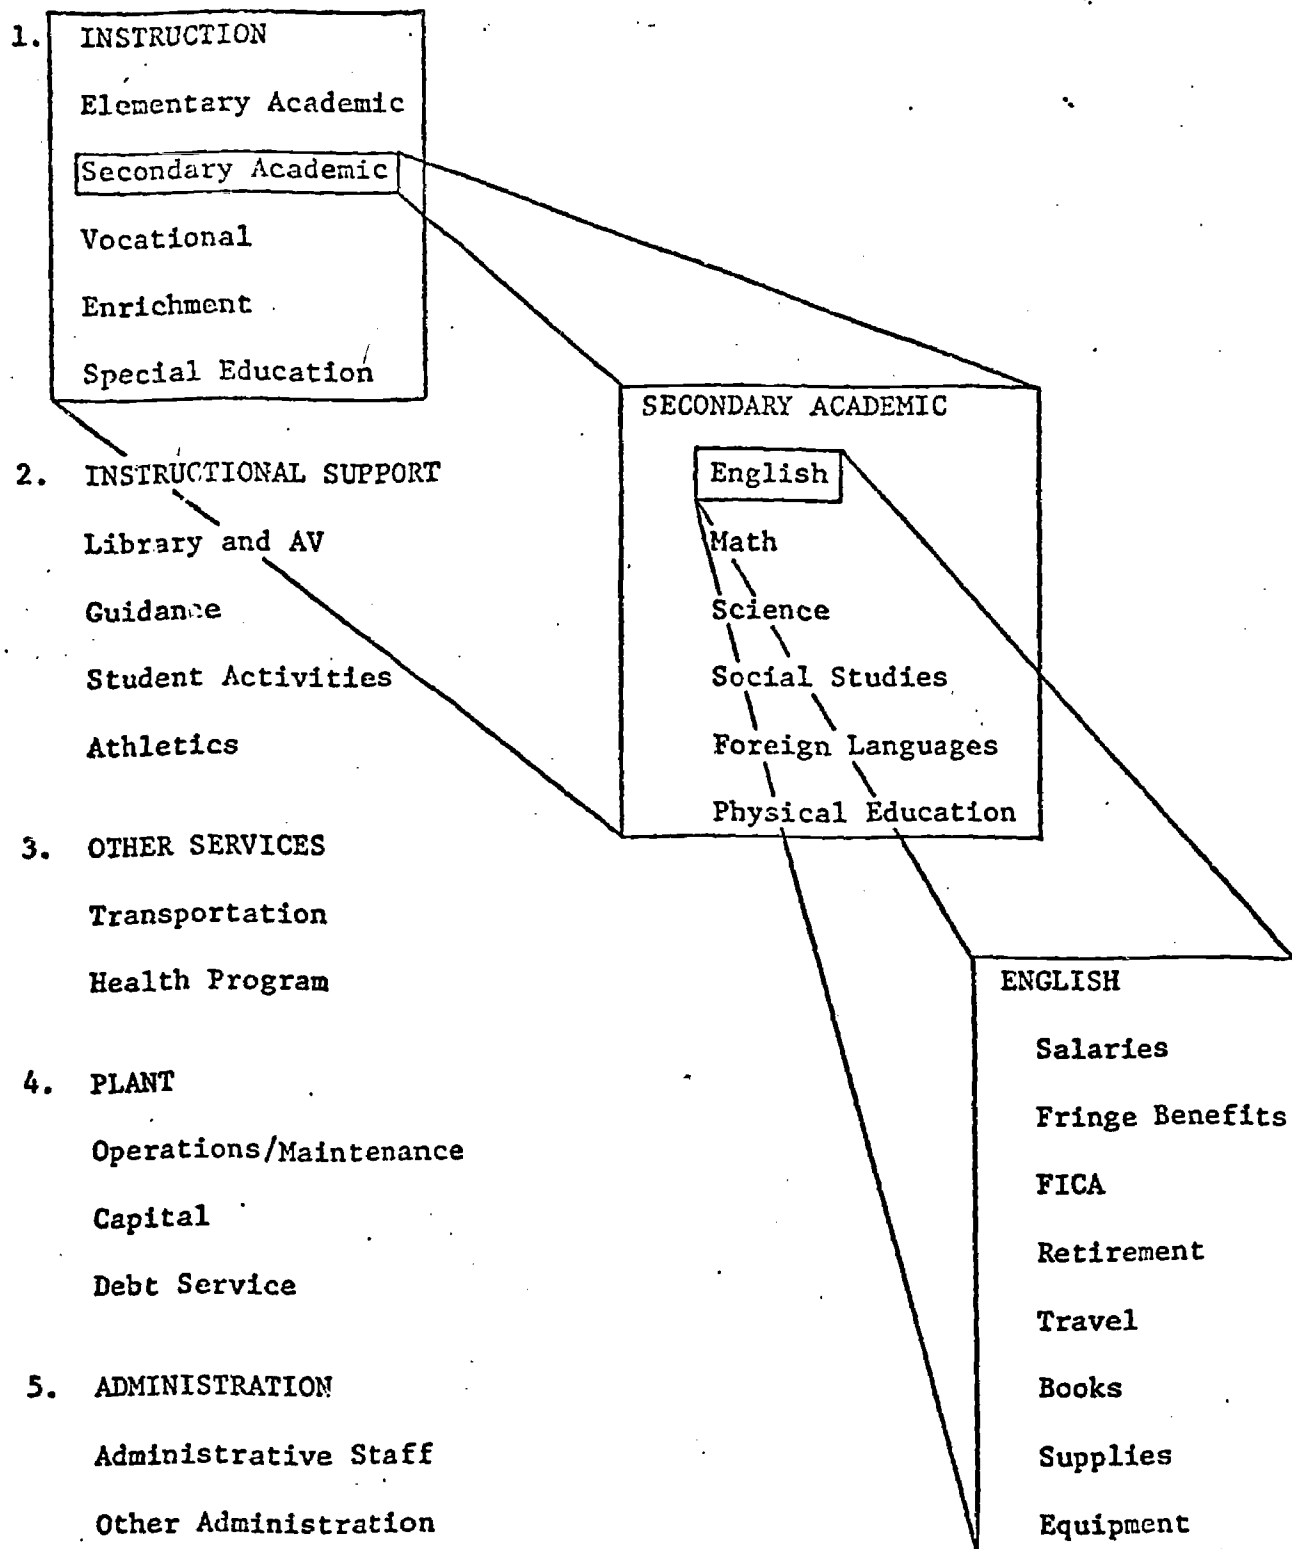 1. INSTRUCTION
Elementary Academic
Secondary Academic
Vocational
Enrichment
Special Education
2. INSTRUCTIONAL SUPPORT
Library and AV
Guidance
Student Activities
Athletics
3. OTHER SERVICES
Transportation
Health Program
4. PLANT
Operations/Maintenance
Capital
Debt Service
5. ADMINISTRATION
Administrative Staff
Other Administration
SECONDARY ACADEMIC
English
Math
Science
Social Studies
Foreign Languages
Physical Education
ENGLISH
Salaries
Fringe Benefits
FICA
Retirement
Travel
Books
Supplies
Equipment